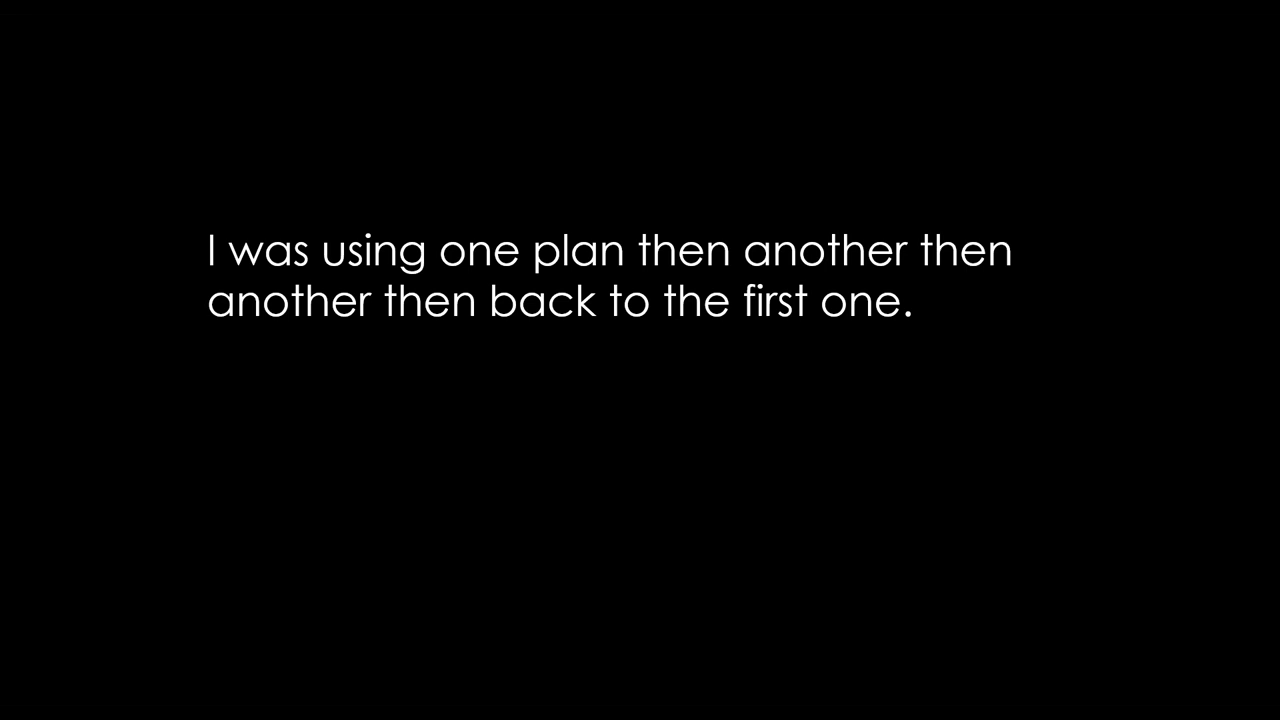 I was using one plan then another then
another then back to the first one.